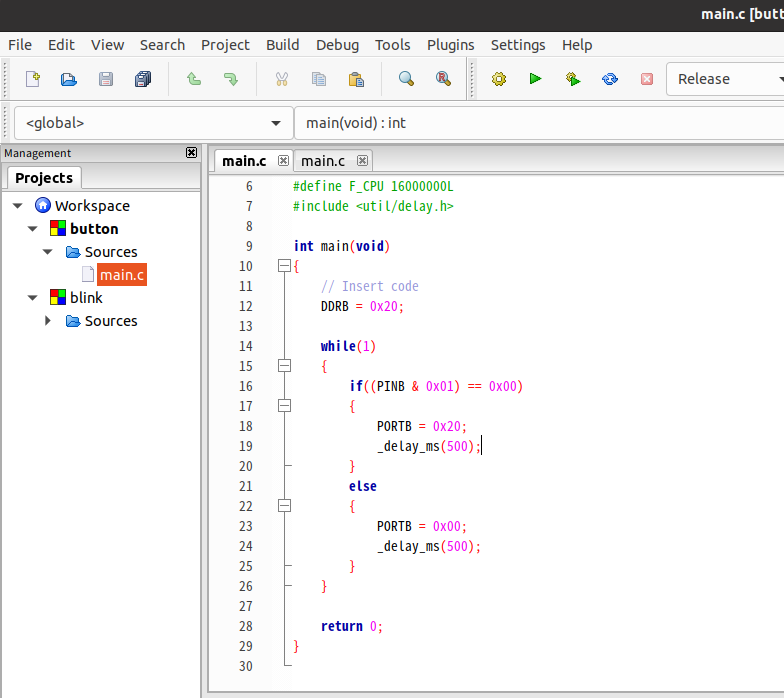 main.c [butt
File Edit View Search Project Build Debug Tools Plugins Settings Help
Release
<global> main(void) : int
Management
Projects
Workspace
button
Sources
main.c
blink
Sources
main.c main.c
6 #define F_CPU 16000000L
7 #include <util/delay.h>
8
9 int main(void)
10 {
11 // Insert code
12 DDRB = 0x20;
13
14 while(1)
15 {
16 if((PINB & 0x01) == 0x00)
17 {
18 PORTB = 0x20;
19 _delay_ms(500);
20 }
21 else
22 {
23 PORTB = 0x00;
24 _delay_ms(500);
25 }
26 }
27
28 return 0;
29 }
30